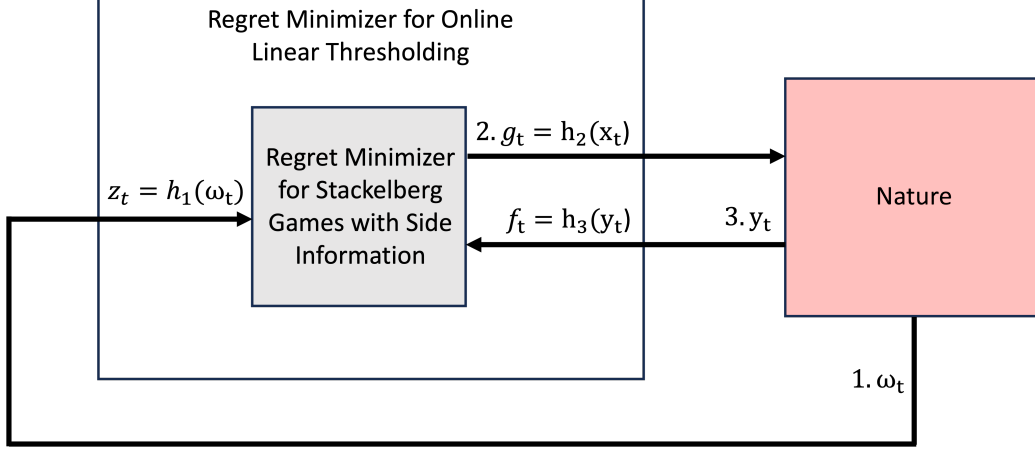 Regret Minimizer for Online
Linear Thresholding
2. gₜ = h₂(xₜ)
Regret Minimizer
for Stackelberg
Games with Side
Information
zₜ = h₁(ωₜ)
Nature
fₜ = h₃(yₜ)
3. yₜ
1. ωₜ